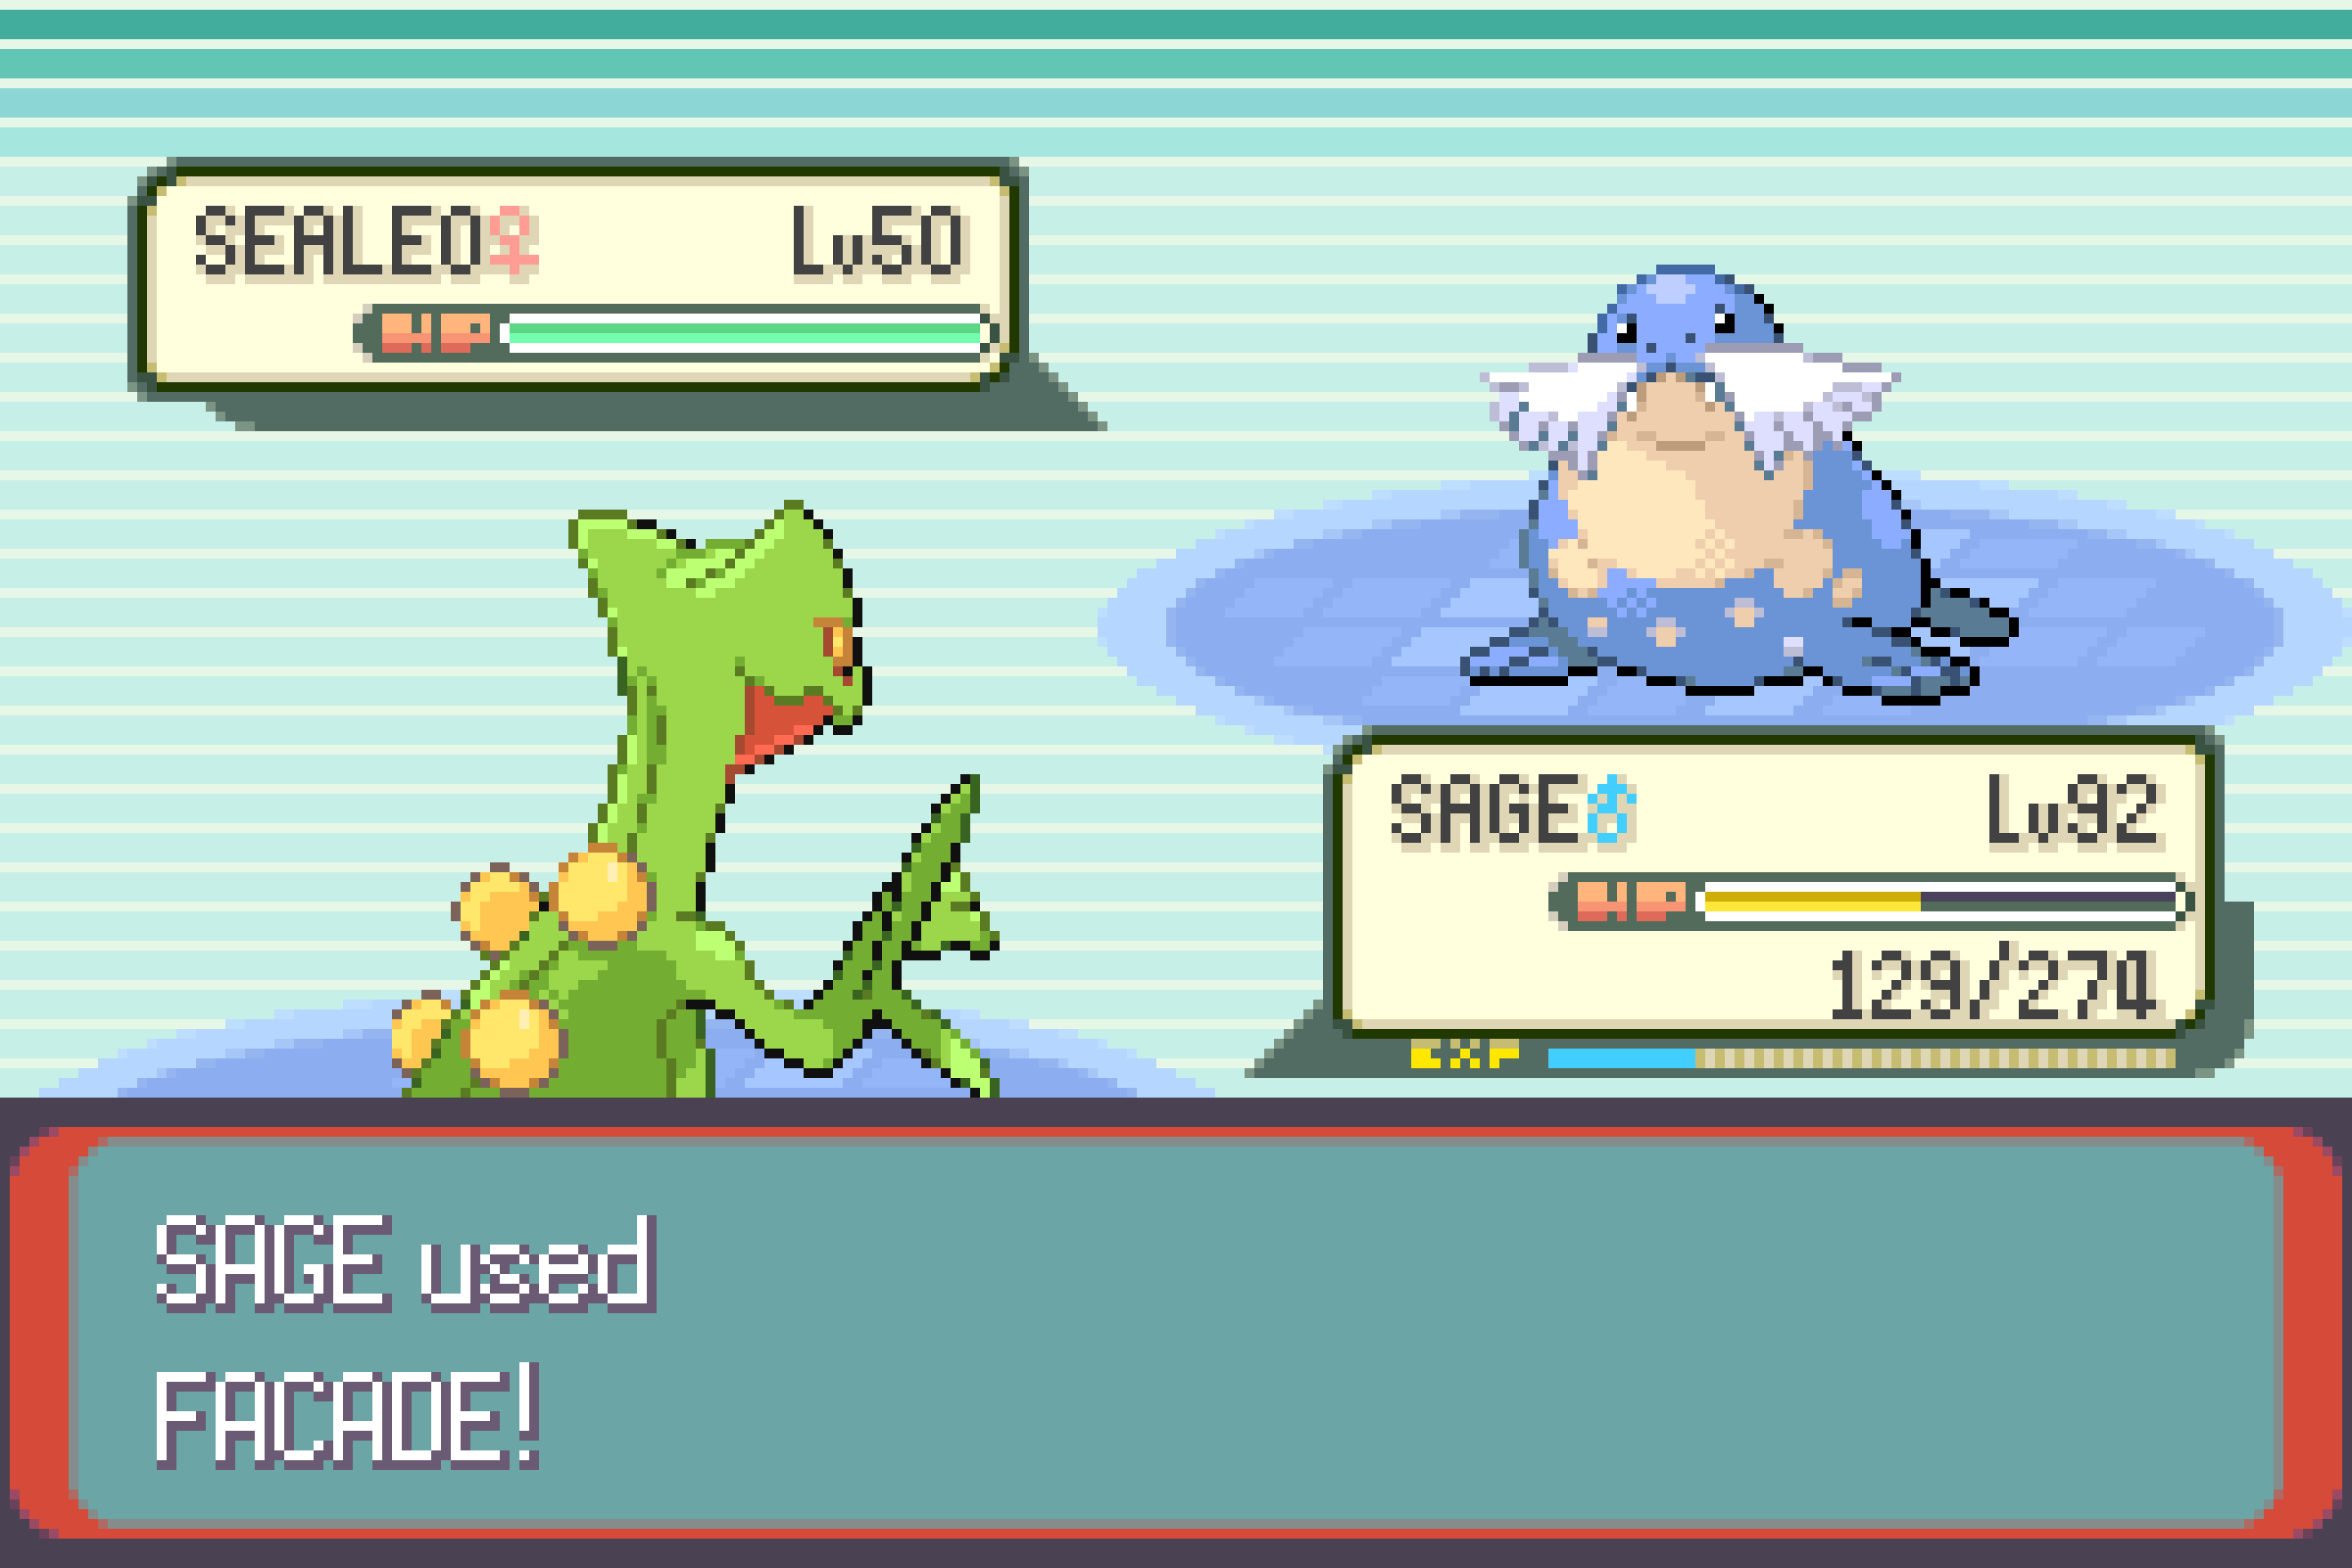 SEALEO♀ Lv50
HP
SAGE♂ Lv92
HP
129/274
EXP
SAGE used
FACADE!